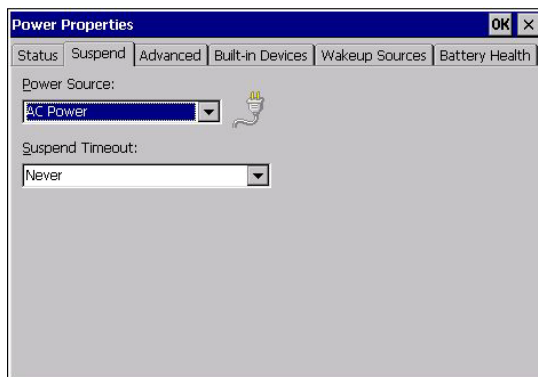 Power Properties OK ×
Status Suspend Advanced Built-in Devices Wakeup Sources Battery Health
Power Source:
AC Power
Suspend Timeout:
Never